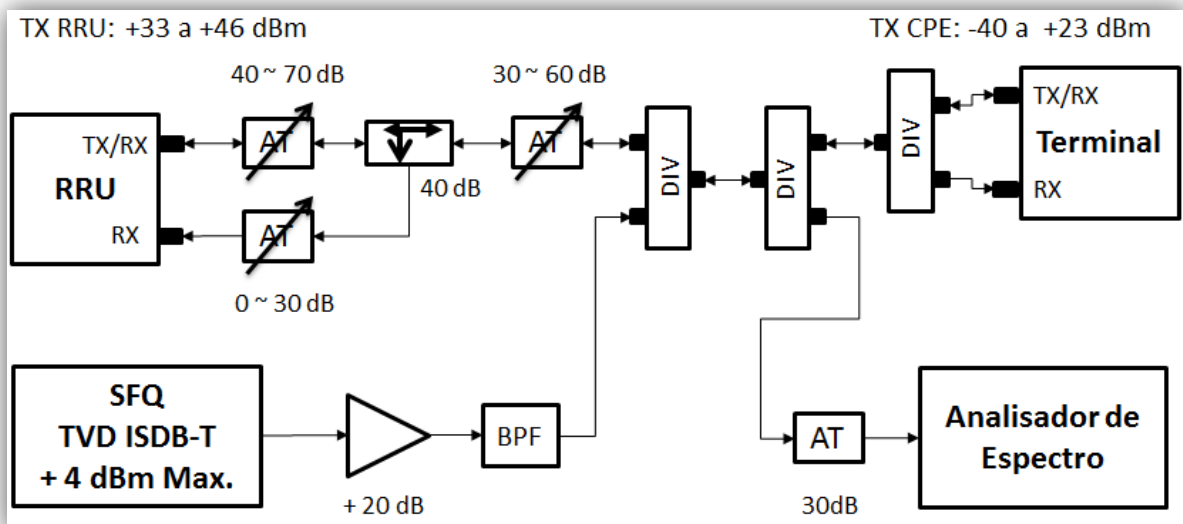 TX RRU: +33 a +46 dBm
TX CPE: -40 a +23 dBm
40 ~ 70 dB
30 ~ 60 dB
TX/RX
RRU
RX
AT
AT
AT
40 dB
0 ~ 30 dB
DIV
DIV
DIV
TX/RX
Terminal
RX
SFQ
TVD ISDB-T
+ 4 dBm Max.
+ 20 dB
BPF
AT
30dB
Analisador de
Espectro